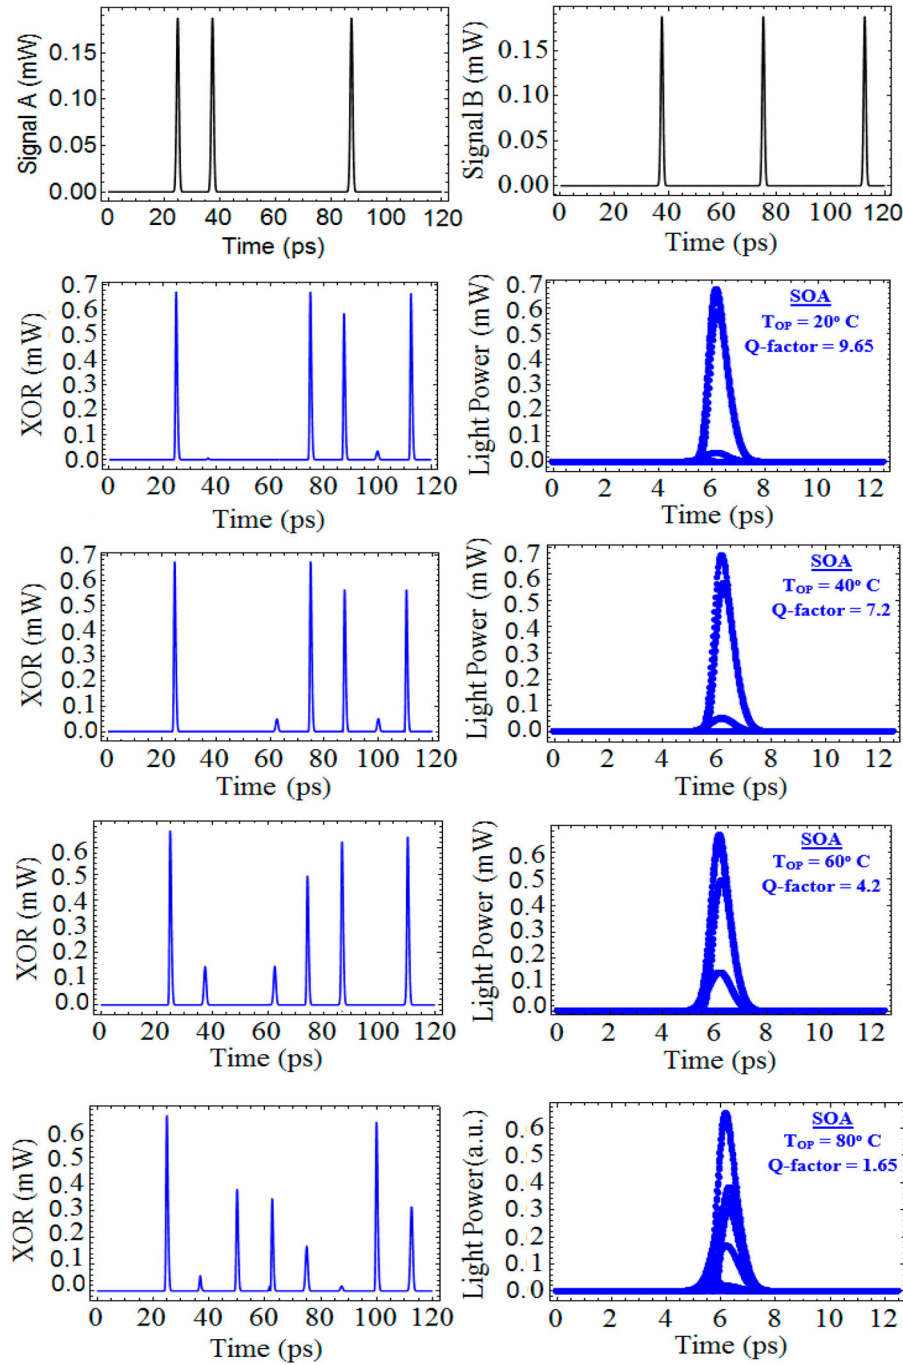 Signal A (mW)
0.15
0.10
0.05
0.00
0 20 40 60 80 100 120
Time (ps)
Signal B (mW)
0.15
0.10
0.05
0.00
0 20 40 60 80 100 120
Time (ps)
XOR (mW)
0.7
0.6
0.5
0.4
0.3
0.2
0.1
0.0
0 20 40 60 80 100 120
Time (ps)
Light Power (mW)
0.7
0.6
0.5
0.4
0.3
0.2
0.1
0.0
0 2 4 6 8 10 12
Time (ps)
SOA
TOP = 20° C
Q-factor = 9.65
XOR (mW)
0.7
0.6
0.5
0.4
0.3
0.2
0.1
0.0
0 20 40 60 80 100 120
Time (ps)
Light Power (mW)
0.7
0.6
0.5
0.4
0.3
0.2
0.1
0.0
0 2 4 6 8 10 12
Time (ps)
SOA
TOP = 40° C
Q-factor = 7.2
XOR (mW)
0.6
0.5
0.4
0.3
0.2
0.1
0.0
0 20 40 60 80 100 120
Time (ps)
Light Power (mW)
0.6
0.5
0.4
0.3
0.2
0.1
0.0
0 2 4 6 8 10 12
Time (ps)
SOA
TOP = 60° C
Q-factor = 4.2
XOR (mW)
0.6
0.5
0.4
0.3
0.2
0.1
0.0
0 20 40 60 80 100 120
Time (ps)
Light Power(a.u.)
0.6
0.5
0.4
0.3
0.2
0.1
0.0
0 2 4 6 8 10 12
Time (ps)
SOA
TOP = 80° C
Q-factor = 1.65